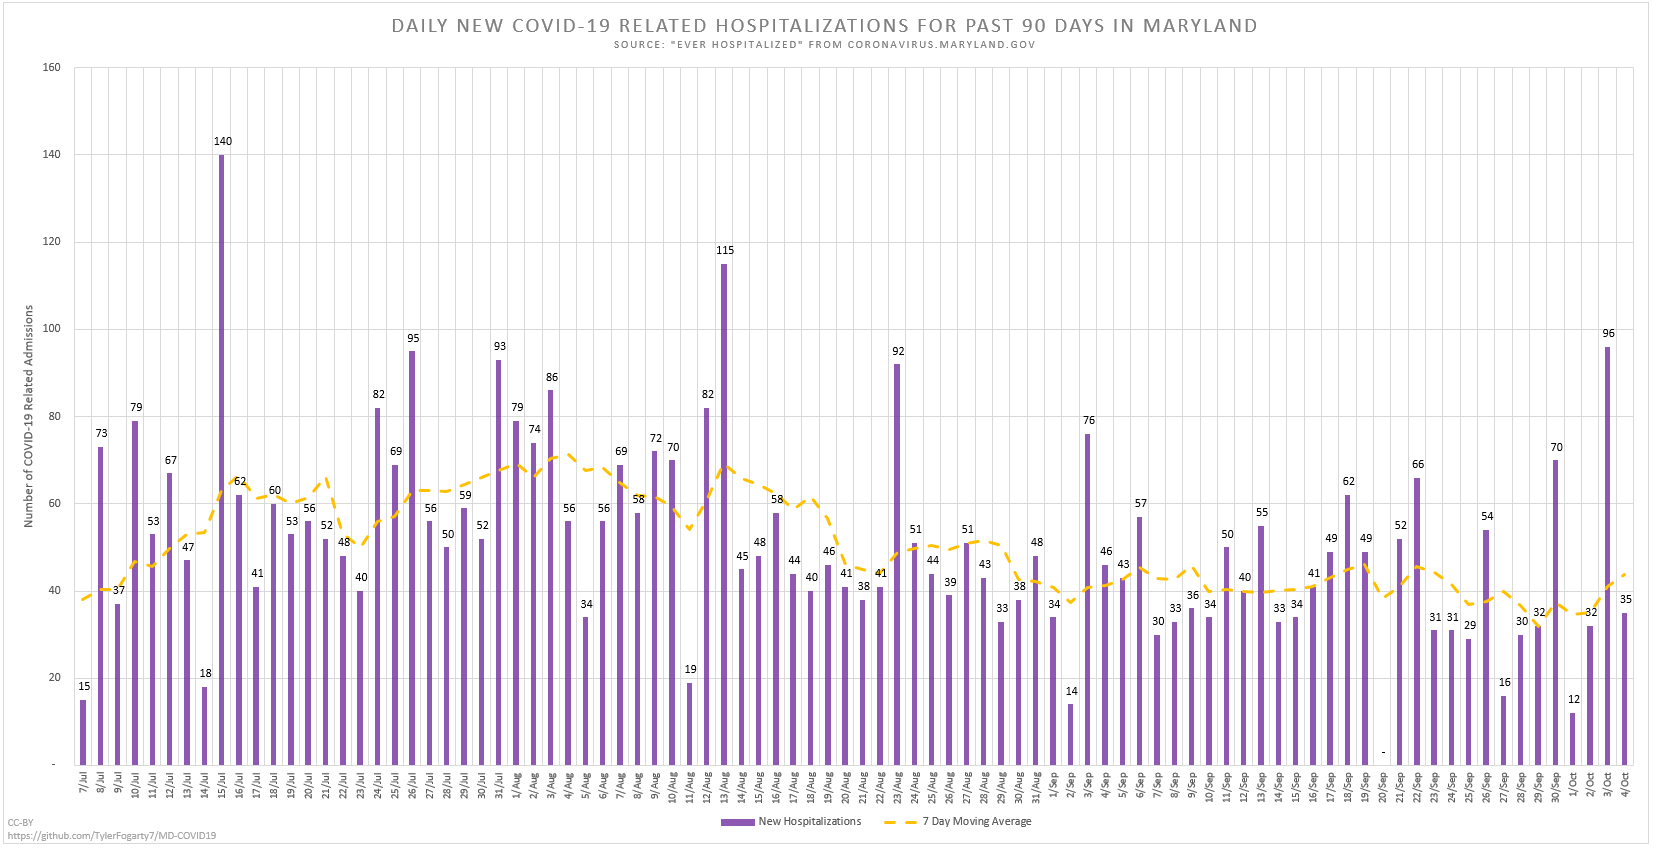 DAILY NEW COVID-19 RELATED HOSPITALIZATIONS FOR PAST 90 DAYS IN MARYLAND
SOURCE: "EVER HOSPITALIZED" FROM CORONAVIRUS.MARYLAND.GOV
Number of COVID-19 Related Admissions
160
140
120
100
80
60
40
20
-
15 73 37 79 53 67 47 18 140 62 41 60 53 56 52 48 40 82 69 95 56 50 59 52 93 79 74 86 56 34 56 69 58 72 70 19 82 115 45 48 58 44 40 46 41 38 41 92 51 44 39 51 43 33 38 48 34 14 76 46 43 57 30 33 36 34 50 40 55 33 34 41 49 62 49 - 52 66 31 31 29 54 16 30 32 70 12 32 96 35
7/Jul 8/Jul 9/Jul 10/Jul 11/Jul 12/Jul 13/Jul 14/Jul 15/Jul 16/Jul 17/Jul 18/Jul 19/Jul 20/Jul 21/Jul 22/Jul 23/Jul 24/Jul 25/Jul 26/Jul 27/Jul 28/Jul 29/Jul 30/Jul 31/Jul 1/Aug 2/Aug 3/Aug 4/Aug 5/Aug 6/Aug 7/Aug 8/Aug 9/Aug 10/Aug 11/Aug 12/Aug 13/Aug 14/Aug 15/Aug 16/Aug 17/Aug 18/Aug 19/Aug 20/Aug 21/Aug 22/Aug 23/Aug 24/Aug 25/Aug 26/Aug 27/Aug 28/Aug 29/Aug 30/Aug 31/Aug 1/Sep 2/Sep 3/Sep 4/Sep 5/Sep 6/Sep 7/Sep 8/Sep 9/Sep 10/Sep 11/Sep 12/Sep 13/Sep 14/Sep 15/Sep 16/Sep 17/Sep 18/Sep 19/Sep 20/Sep 21/Sep 22/Sep 23/Sep 24/Sep 25/Sep 26/Sep 27/Sep 28/Sep 29/Sep 30/Sep 1/Oct 2/Oct 3/Oct 4/Oct
New Hospitalizations 7 Day Moving Average
CC-BY
https://github.com/TylerFogarty7/MD-COVID19